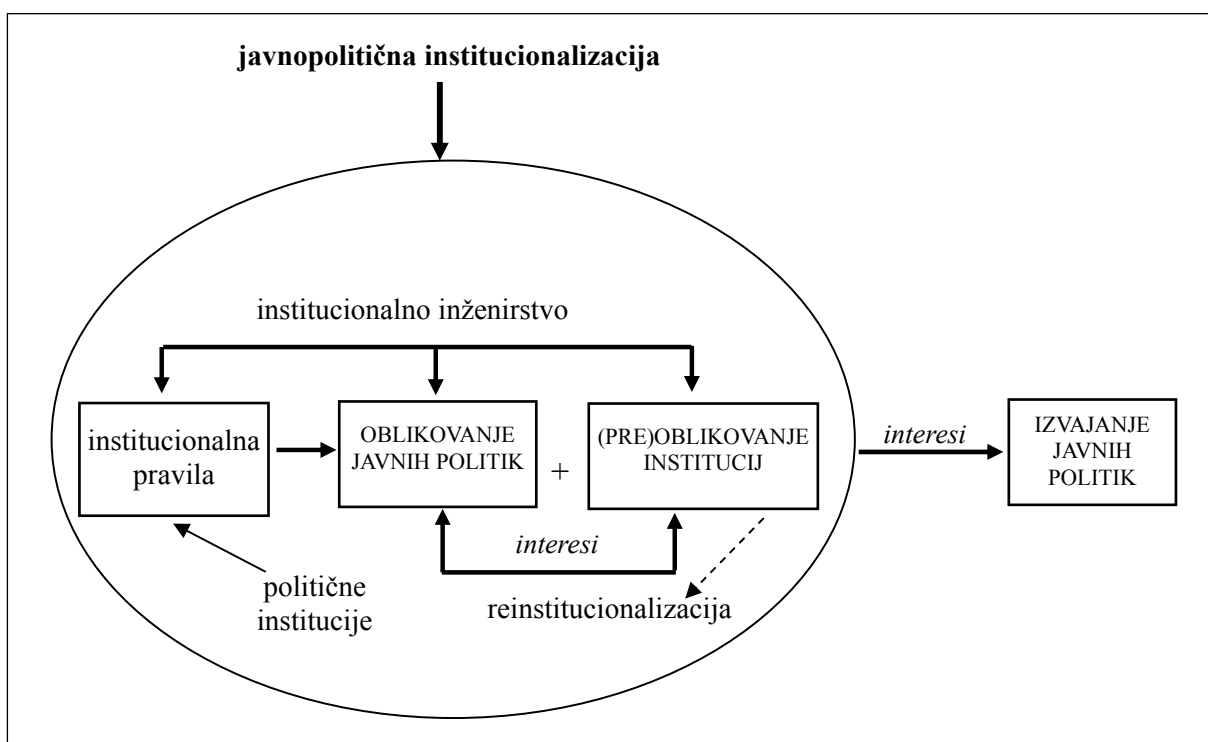 javnopolitična institucionalizacija
institucionalno inženirstvo
institucionalna
pravila
OBLIKOVANJE
JAVNIH POLITIK
+
(PRE)OBLIKOVANJE
INSTITUCIJ
interesi
IZVAJANJE
JAVNIH
POLITIK
interesi
politične
institucije
reinstitucionalizacija